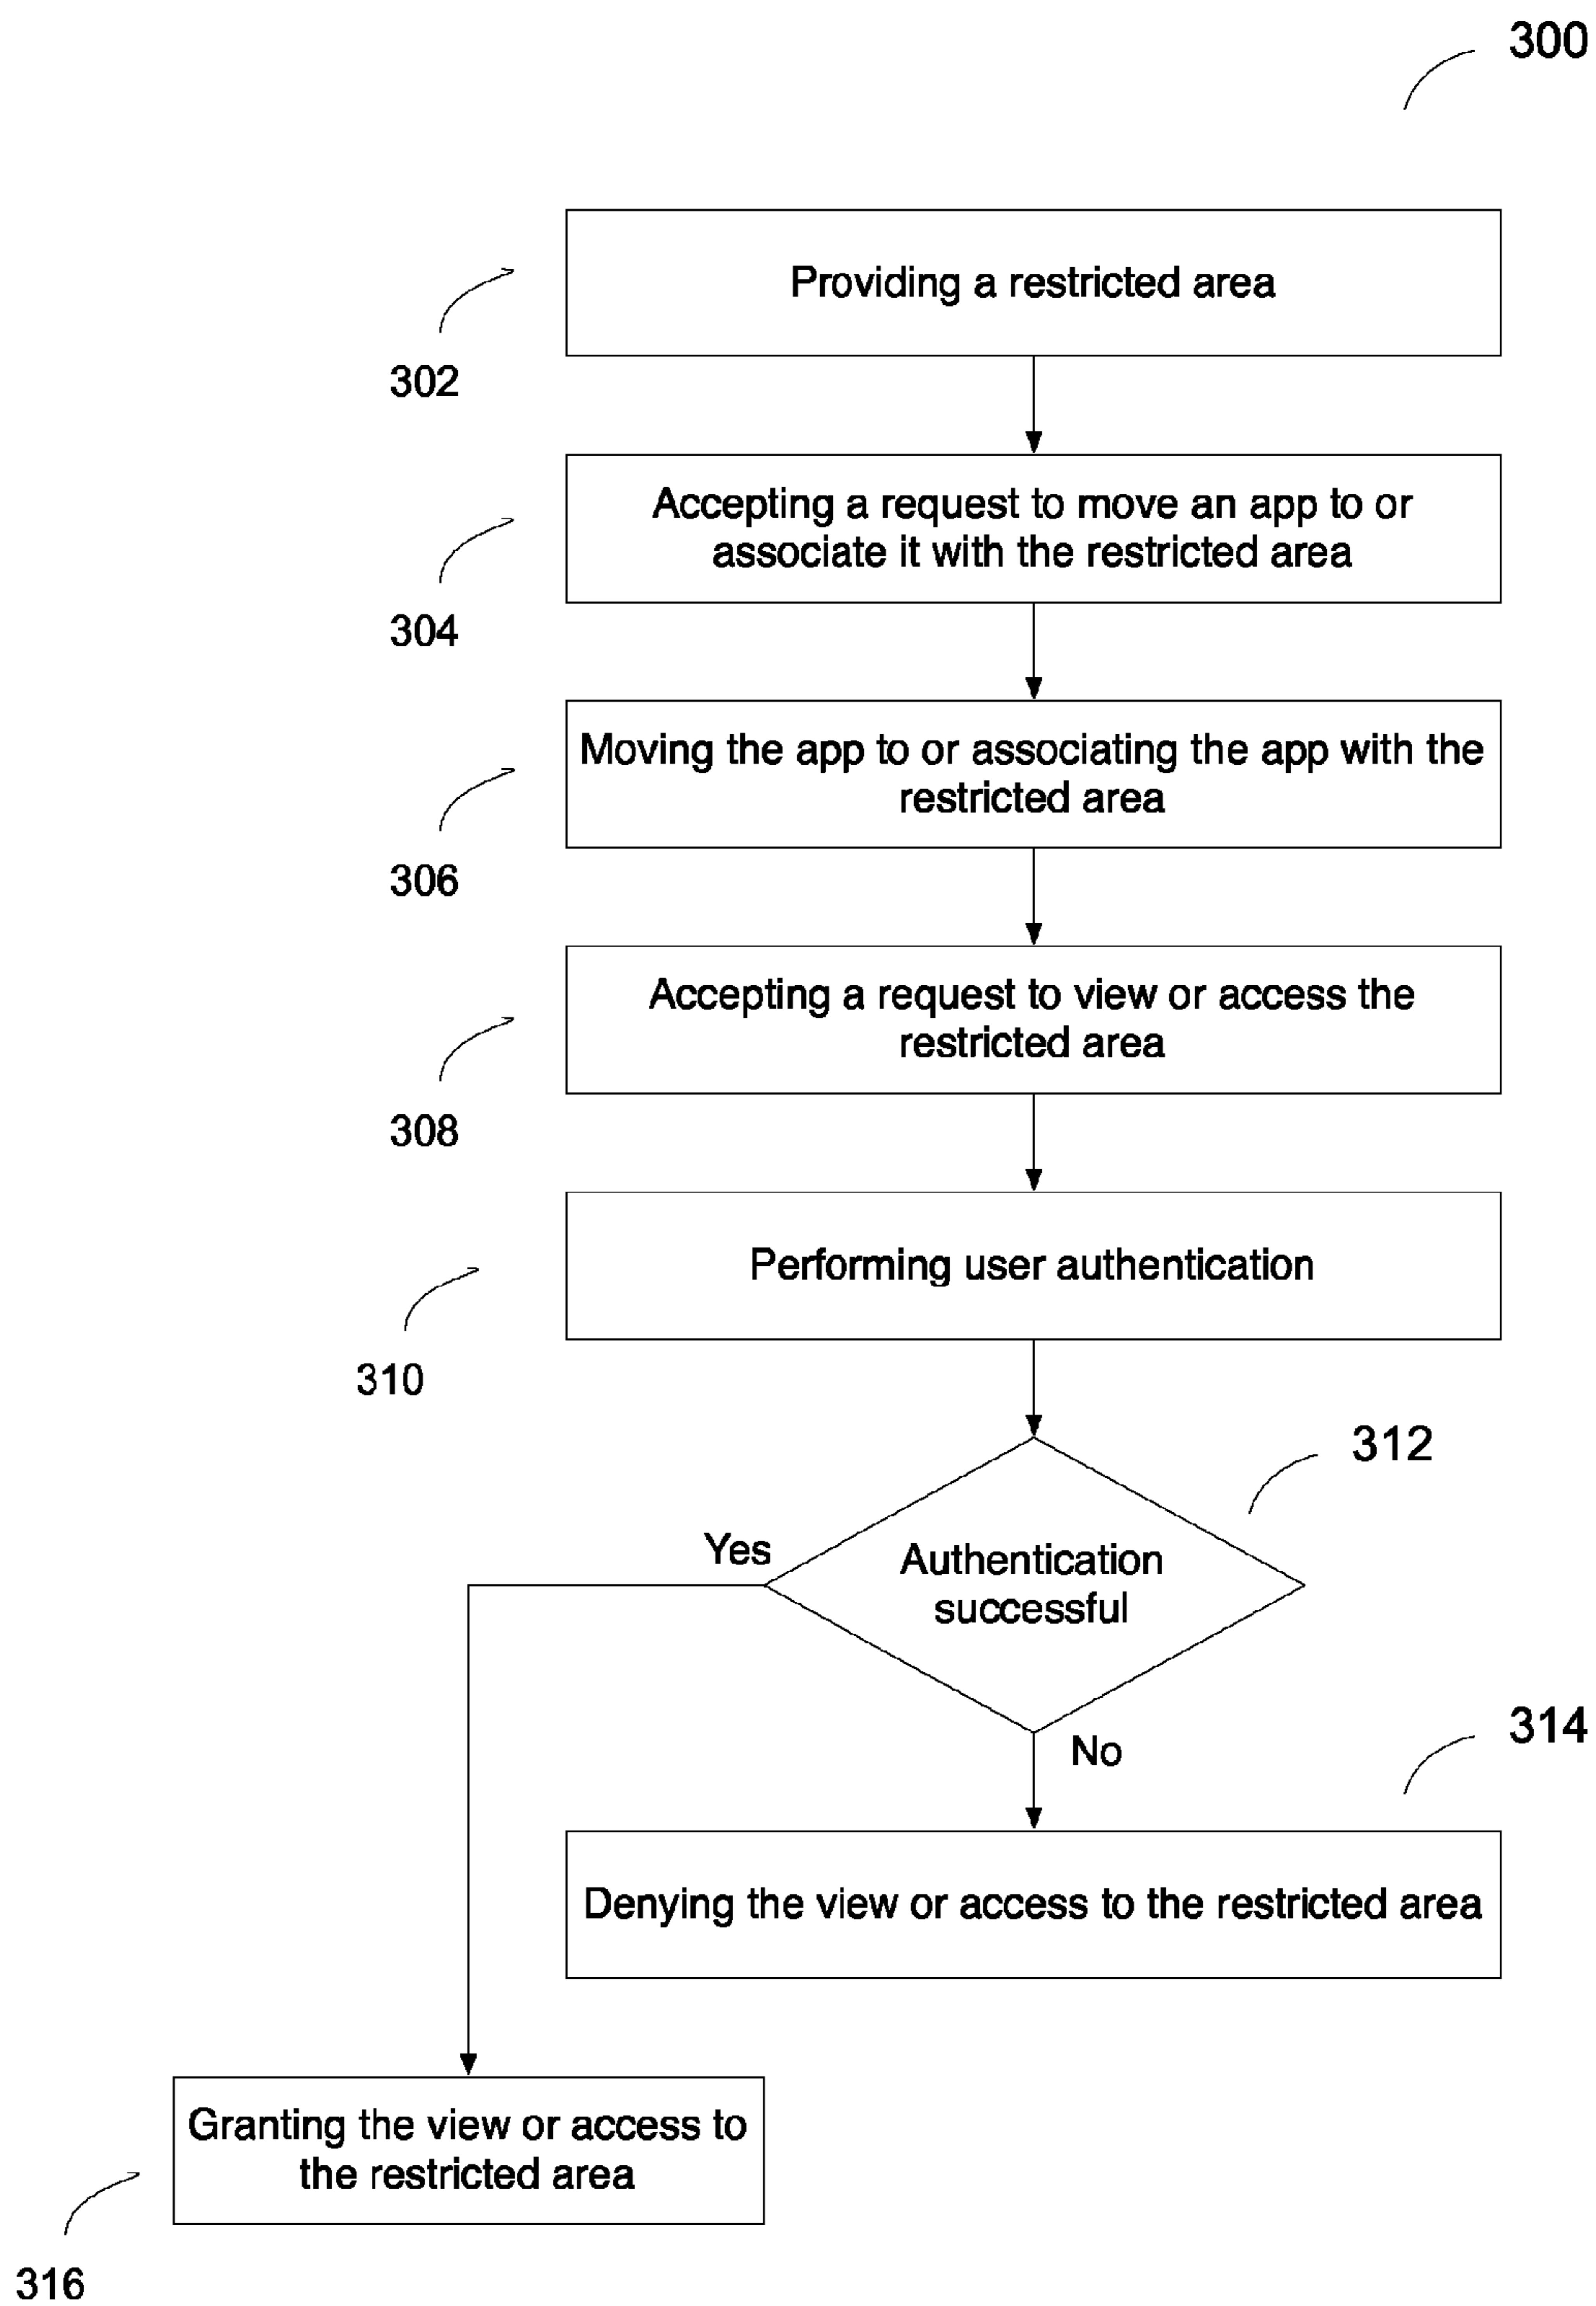 300
Providing a restricted area
302
Accepting a request to move an app to or
associate it with the restricted area
304
Moving the app to or associating the app with the
restricted area
306
Accepting a request to view or access the
restricted area
308
Performing user authentication
310
312
Yes
Authentication
successful
No
314
Denying the view or access to the restricted area
Granting the view or access to
the restricted area
316